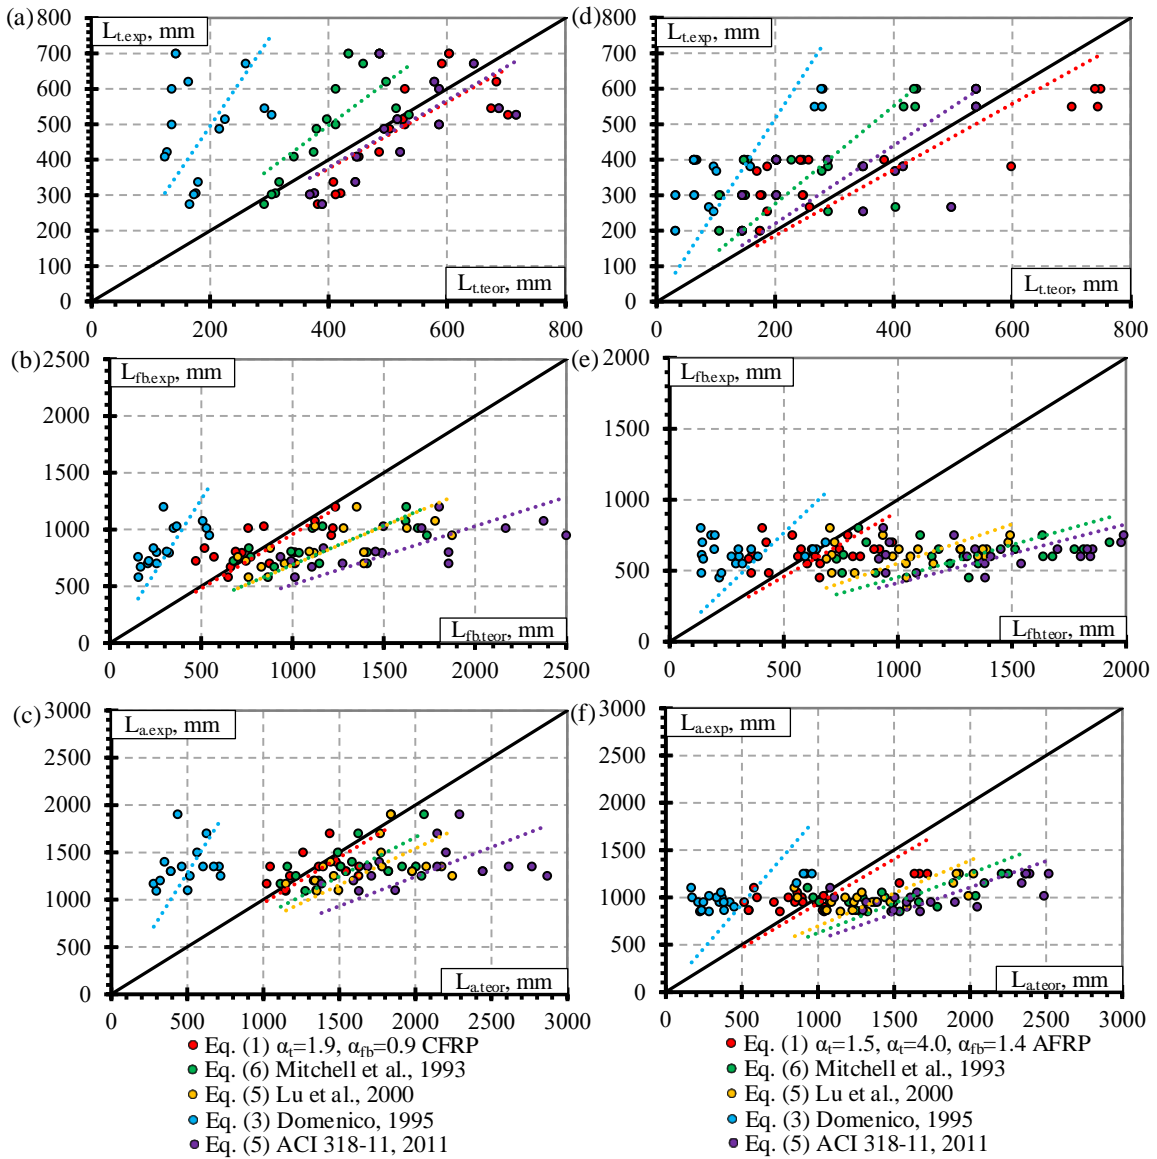 (a)
L_t.exp, mm
800
700
600
500
400
300
200
100
0
0 200 400 600 800
L_t.teor, mm
(d)
L_t.exp, mm
800
700
600
500
400
300
200
100
0
0 200 400 600 800
L_t.teor, mm
(b)
L_fb.exp, mm
2500
2000
1500
1000
500
0
0 500 1000 1500 2000 2500
L_fb.teor, mm
(e)
L_fb.exp, mm
2000
1500
1000
500
0
0 500 1000 1500 2000
L_fb.teor, mm
(c)
L_a.exp, mm
3000
2500
2000
1500
1000
500
0
0 500 1000 1500 2000 2500 3000
L_a.teor, mm
(f)
L_a.exp, mm
3000
2500
2000
1500
1000
500
0
0 500 1000 1500 2000 2500 3000
L_a.teor, mm
Eq. (1) α_t=1.9, α_fb=0.9 CFRP
Eq. (6) Mitchell et al., 1993
Eq. (5) Lu et al., 2000
Eq. (3) Domenico, 1995
Eq. (5) ACI 318-11, 2011
Eq. (1) α_t=1.5, α_t=4.0, α_fb=1.4 AFRP
Eq. (6) Mitchell et al., 1993
Eq. (5) Lu et al., 2000
Eq. (3) Domenico, 1995
Eq. (5) ACI 318-11, 2011